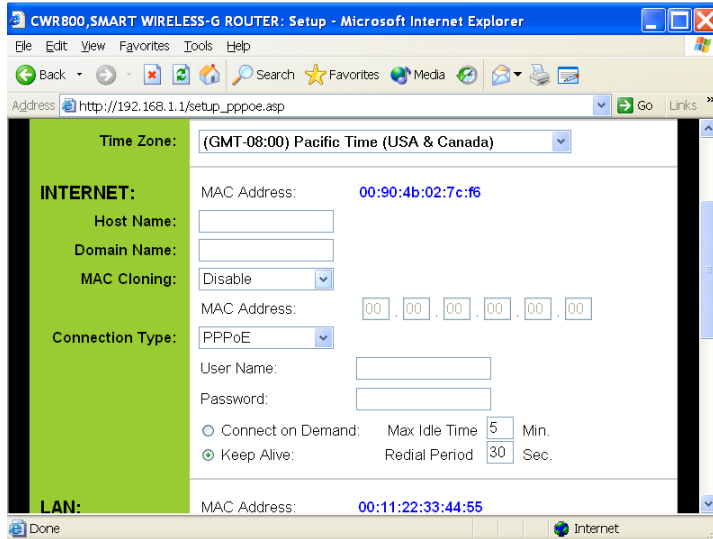 CWR800,SMART WIRELESS-G ROUTER: Setup - Microsoft Internet Explorer
File Edit View Favorites Tools Help
Back Search Favorites Media
Address http://192.168.1.1/setup_pppoe.asp Go Links »
Time Zone: (GMT-08:00) Pacific Time (USA & Canada)
INTERNET: MAC Address: 00:90:4b:02:7c:f6
Host Name:
Domain Name:
MAC Cloning: Disable
MAC Address: 00 . 00 . 00 . 00 . 00 . 00
Connection Type: PPPoE
User Name:
Password:
Connect on Demand: Max Idle Time 5 Min.
Keep Alive: Redial Period 30 Sec.
LAN: MAC Address: 00:11:22:33:44:55
Done Internet